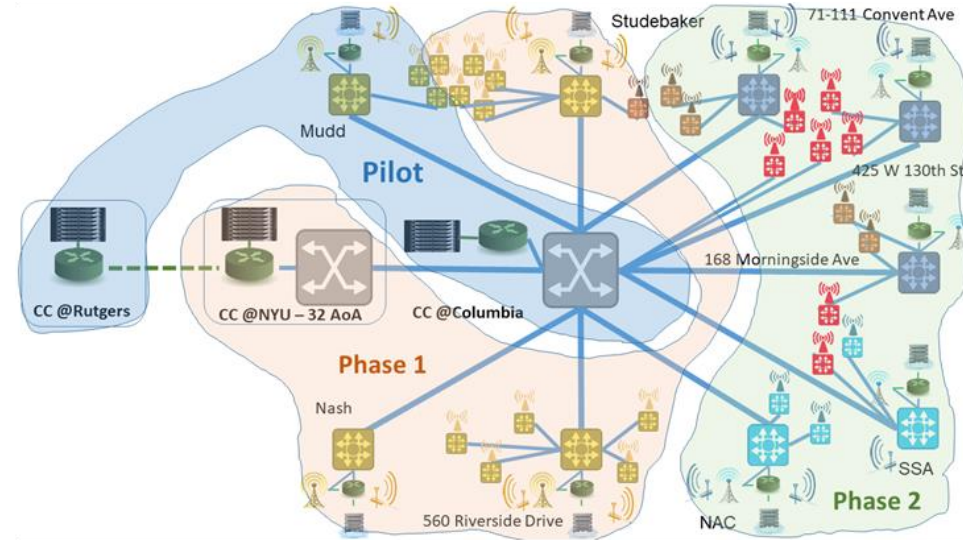 Studebaker
71-111 Convent Ave
Mudd
Pilot
425 W 130th St
168 Morningside Ave
CC @Rutgers
CC @NYU – 32 AoA
CC @Columbia
Phase 1
Nash
560 Riverside Drive
NAC
SSA
Phase 2